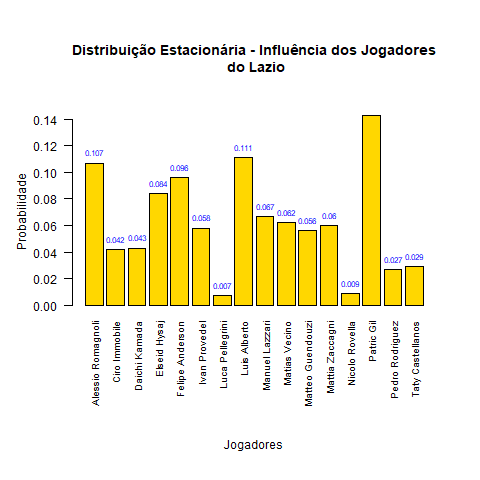 Distribuição Estacionária - Influência dos Jogadores
do Lazio
Probabilidade
0.14
0.12
0.10
0.08
0.06
0.04
0.02
0.00
0.107
0.042
0.043
0.084
0.096
0.058
0.007
0.111
0.067
0.062
0.056
0.06
0.009
0.027
0.029
Alessio Romagnoli
Ciro Immobile
Daichi Kamada
Elseid Hysaj
Felipe Anderson
Ivan Provedel
Luca Pellegrini
Luis Alberto
Manuel Lazzari
Matias Vecino
Matteo Guendouzi
Mattia Zaccagni
Nicolo Rovella
Patric Gil
Pedro Rodriguez
Taty Castellanos
Jogadores